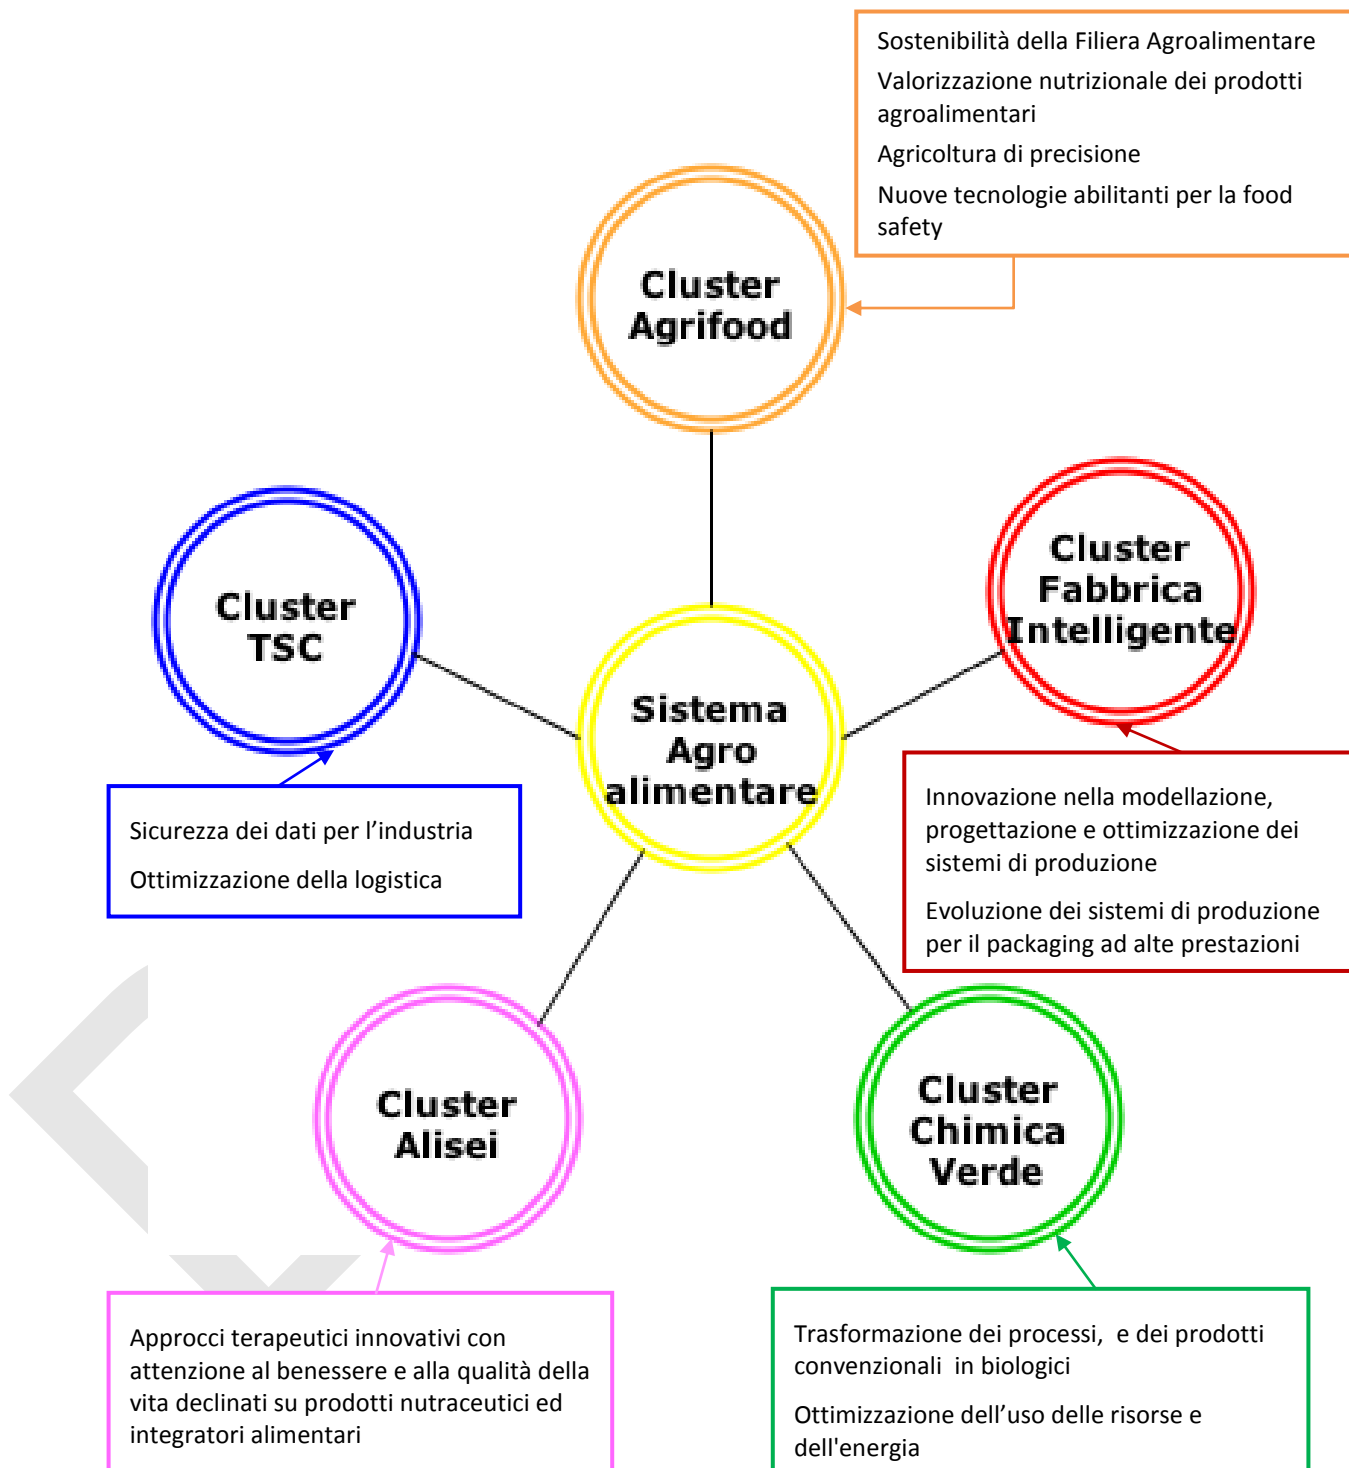 Sostenibilità della Filiera Agroalimentare
Valorizzazione nutrizionale dei prodotti
agroalimentari
Agricoltura di precisione
Nuove tecnologie abilitanti per la food
safety
Cluster
Agrifood
Cluster
TSC
Cluster
Fabbrica
Intelligente
Sistema
Agro
alimentare
Sicurezza dei dati per l’industria
Ottimizzazione della logistica
Innovazione nella modellazione,
progettazione e ottimizzazione dei
sistemi di produzione
Evoluzione dei sistemi di produzione
per il packaging ad alte prestazioni
Cluster
Alisei
Cluster
Chimica
Verde
Approcci terapeutici innovativi con
attenzione al benessere e alla qualità della
vita declinati su prodotti nutraceutici ed
integratori alimentari
Trasformazione dei processi,  e dei prodotti
convenzionali  in biologici
Ottimizzazione dell’uso delle risorse e
dell'energia